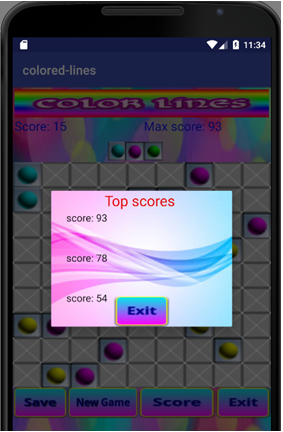 11:34
colored-lines
COLOR LINES
Score: 15 Max score: 93
Top scores
score: 93
score: 78
score: 54
Exit
Save New Game Score Exit